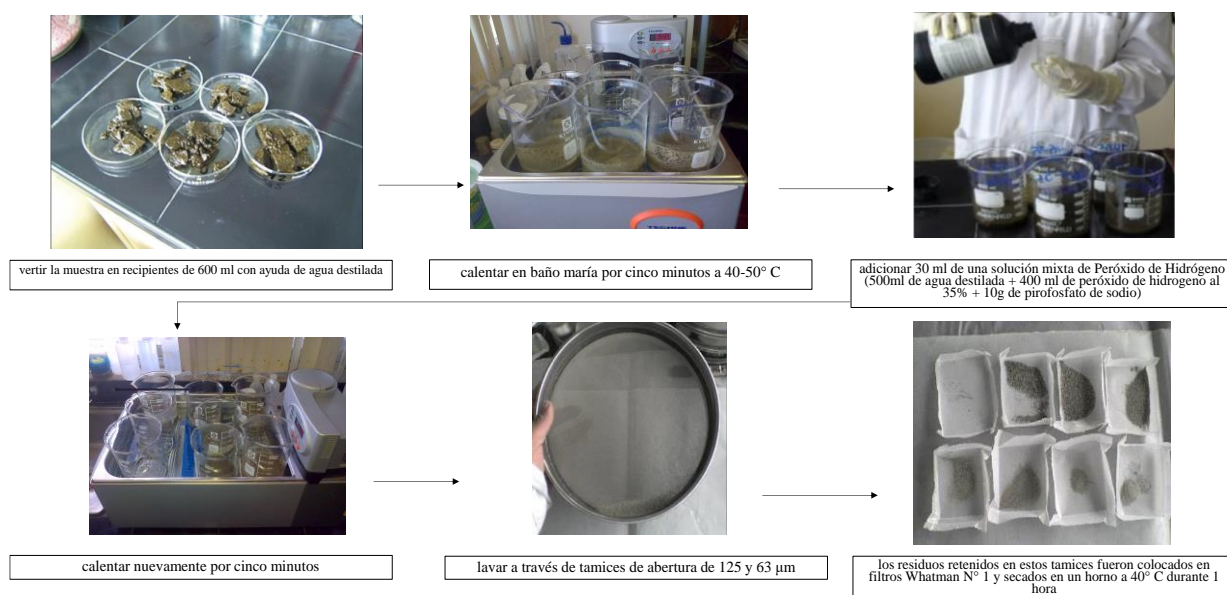 vertir la muestra en recipientes de 600 ml con ayuda de agua destilada
calentar en baño maría por cinco minutos a 40-50° C
adicionar 30 ml de una solución mixta de Peróxido de Hidrógeno
(500ml de agua destilada + 400 ml de peróxido de hidrogeno al
35% + 10g de pirofosfato de sodio)
calentar nuevamente por cinco minutos
lavar a través de tamices de abertura de 125 y 63 µm
los residuos retenidos en estos tamices fueron colocados en
filtros Whatman N° 1 y secados en un horno a 40° C durante 1
hora